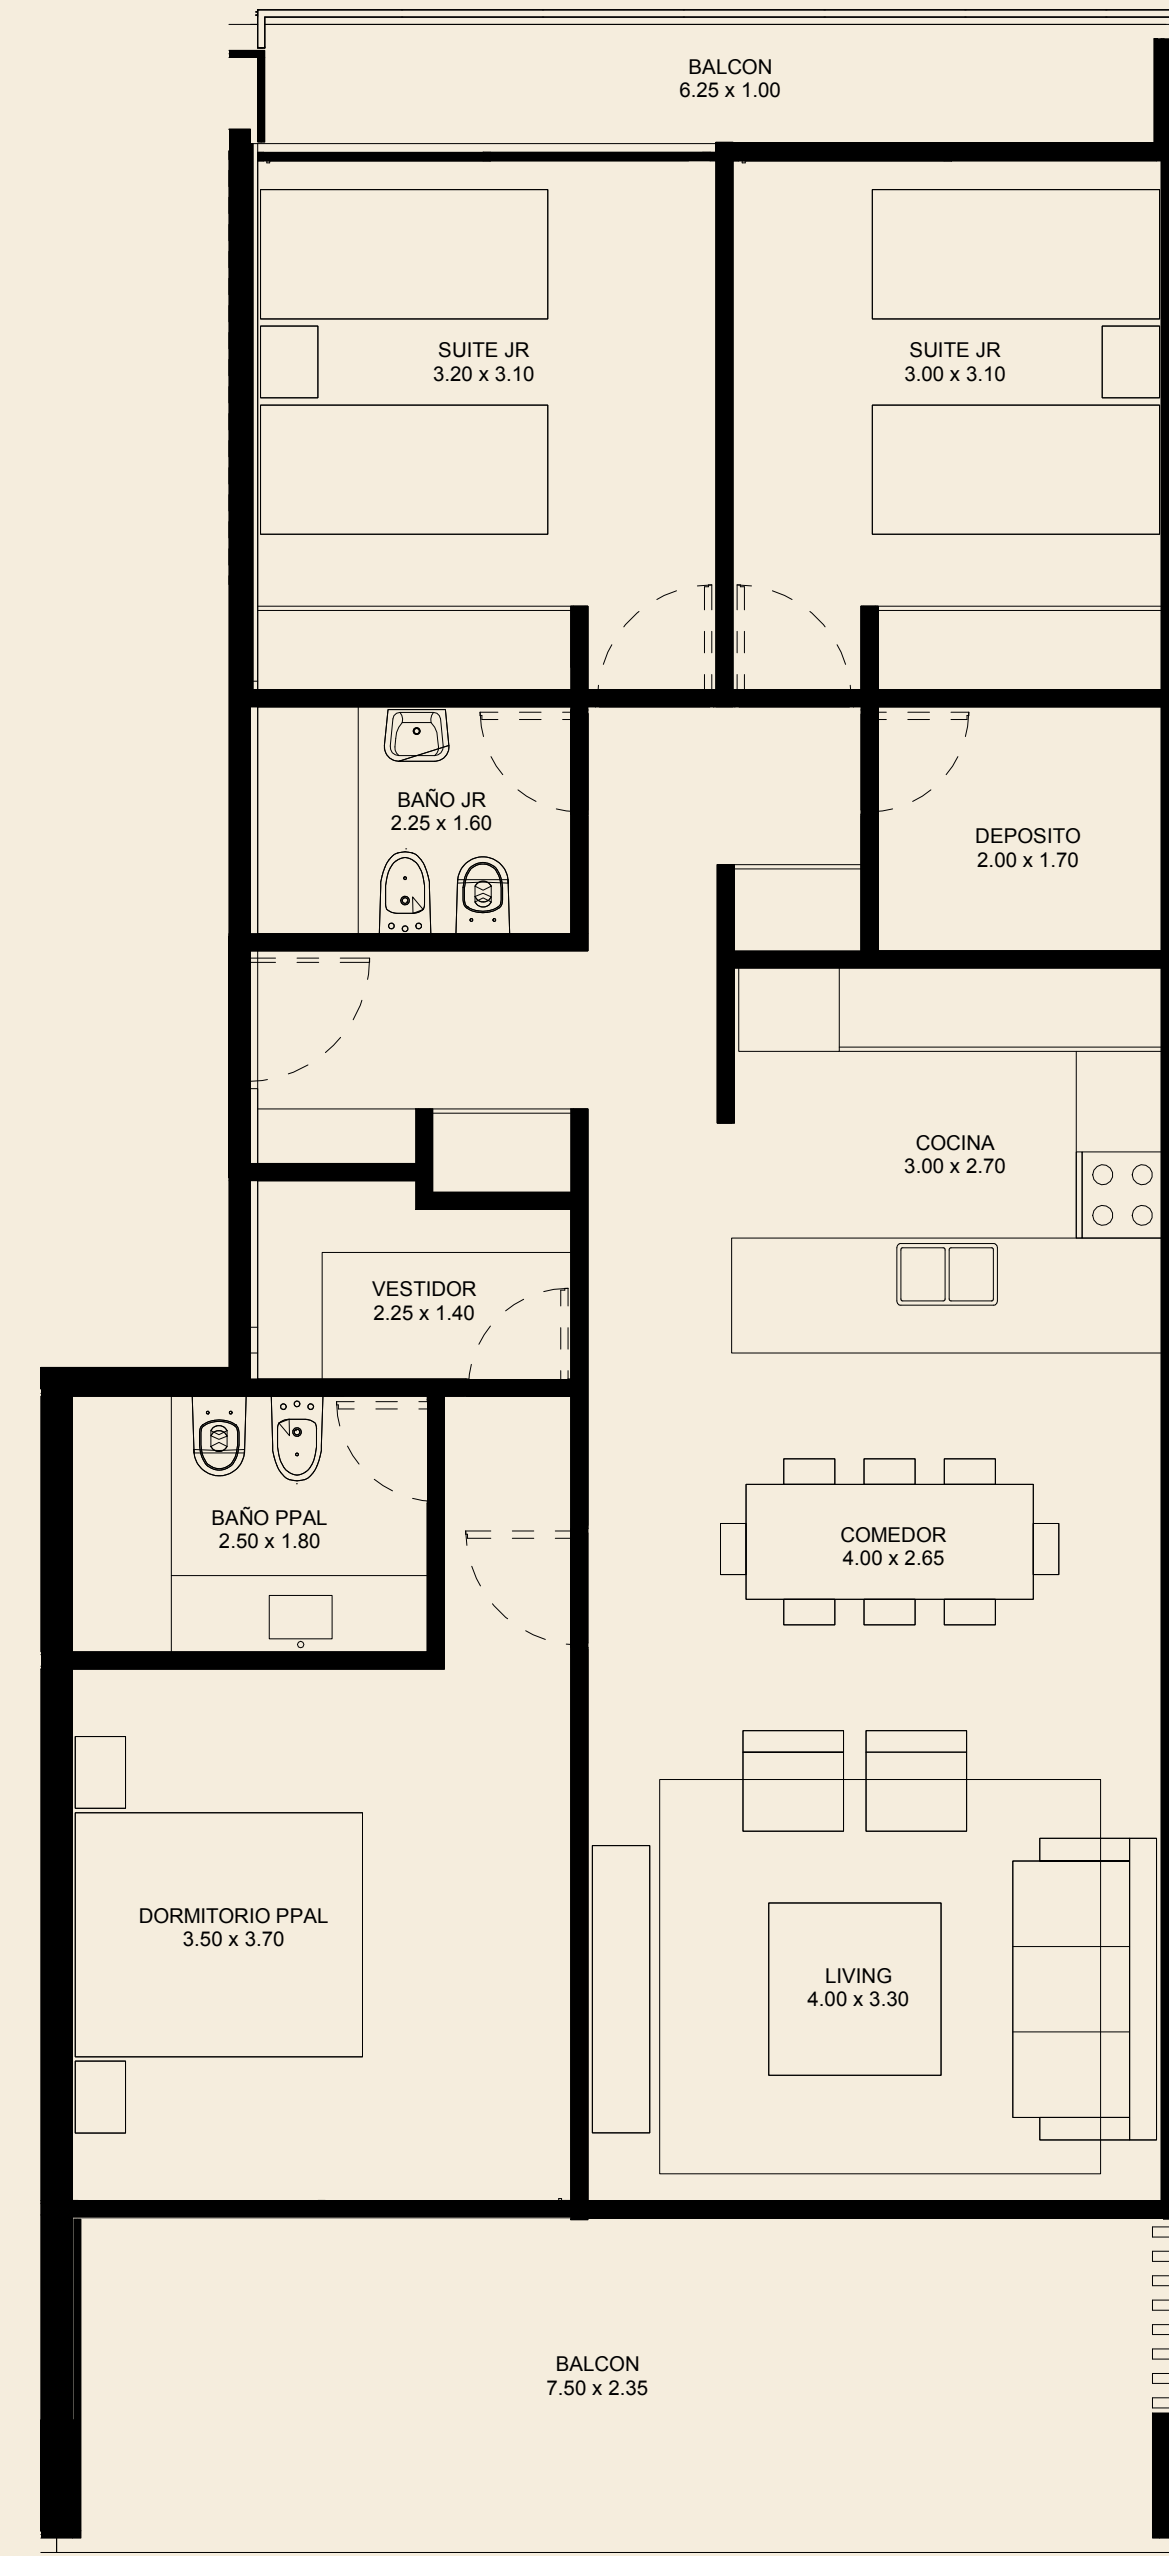 BALCON
6.25 x 1.00
SUITE JR
3.20 x 3.10
SUITE JR
3.00 x 3.10
BAÑO JR
2.25 x 1.60
DEPOSITO
2.00 x 1.70
COCINA
3.00 x 2.70
VESTIDOR
2.25 x 1.40
BAÑO PPAL
2.50 x 1.80
COMEDOR
4.00 x 2.65
DORMITORIO PPAL
3.50 x 3.70
LIVING
4.00 x 3.30
BALCON
7.50 x 2.35